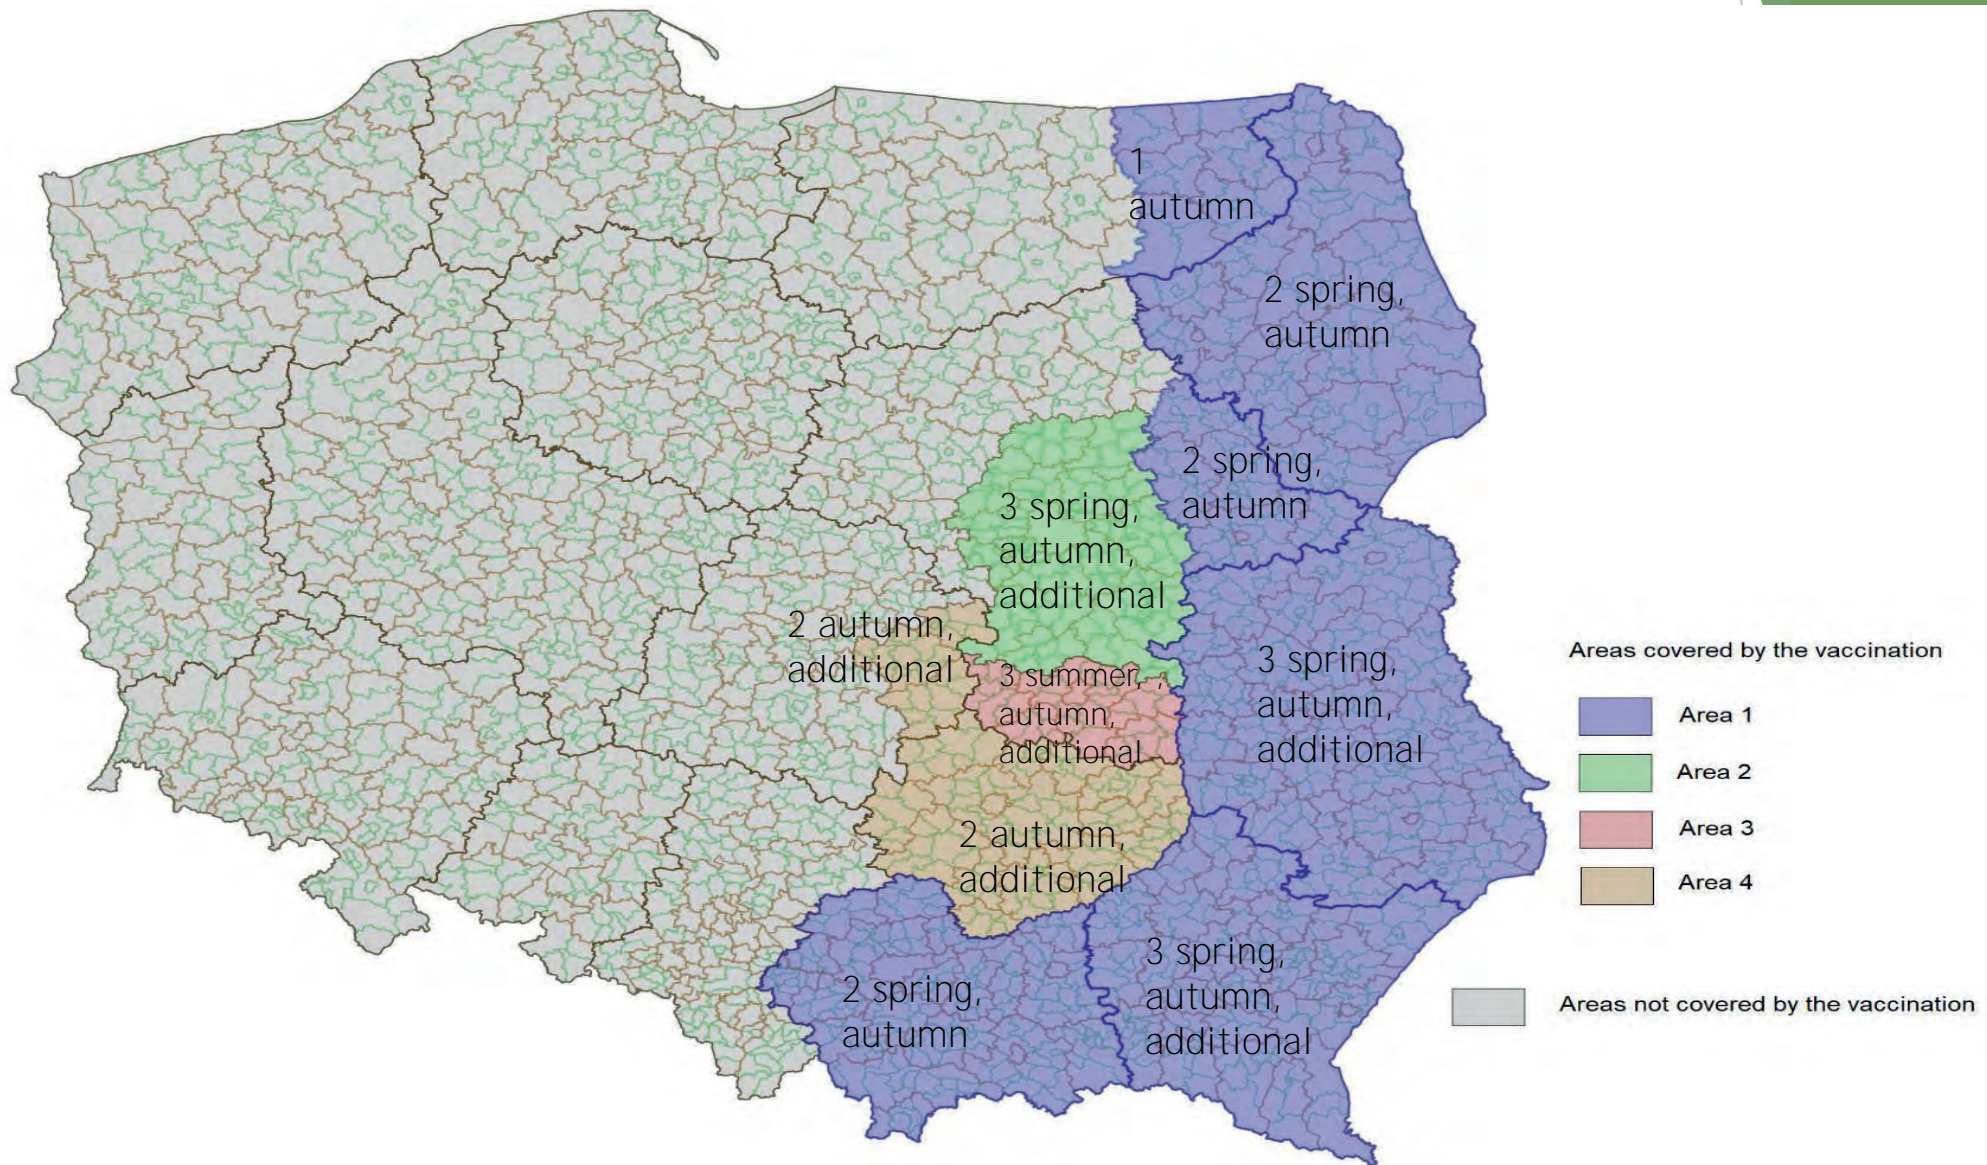 1
autumn
2 spring,
autumn
2 spring,
autumn
3 spring,
autumn,
additional
2 autumn,
additional
3 summer, ,
autumn,
additional
3 spring,
autumn,
additional
2 autumn,
additional
2 spring,
autumn
3 spring,
autumn,
additional
Areas covered by the vaccination
Area 1
Area 2
Area 3
Area 4
Areas not covered by the vaccination